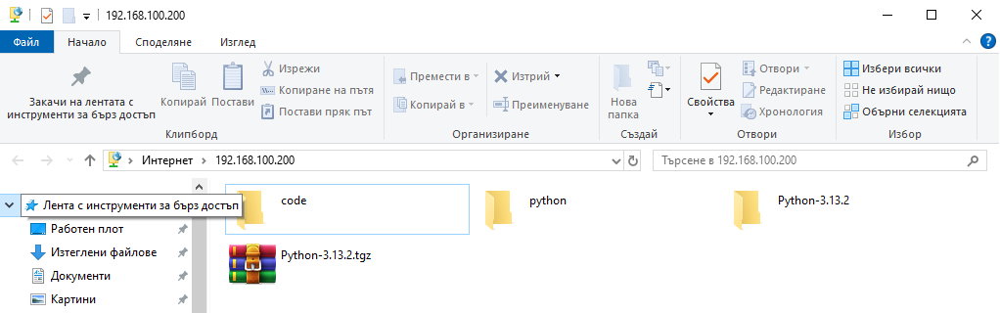 192.168.100.200
Файл Начало Споделяне Изглед
Закачи на лентата с
инструменти за бърз достъп
Копирай
Постави
Изрежи
Копиране на пътя
Постави пряк път
Клипборд
Премести в
Копирай в
Изтрий
Преименуване
Организиране
Нова
папка
Създай
Свойства
Отвори
Редактиране
Хронология
Отвори
Избери всички
Не избирай нищо
Обърни селекцията
Избор
Интернет 192.168.100.200
Търсене в 192.168.100.200
Лента с инструменти за бърз достъп
Работен плот
Изтеглени файлове
Документи
Картини
code
python
Python-3.13.2
Python-3.13.2.tgz